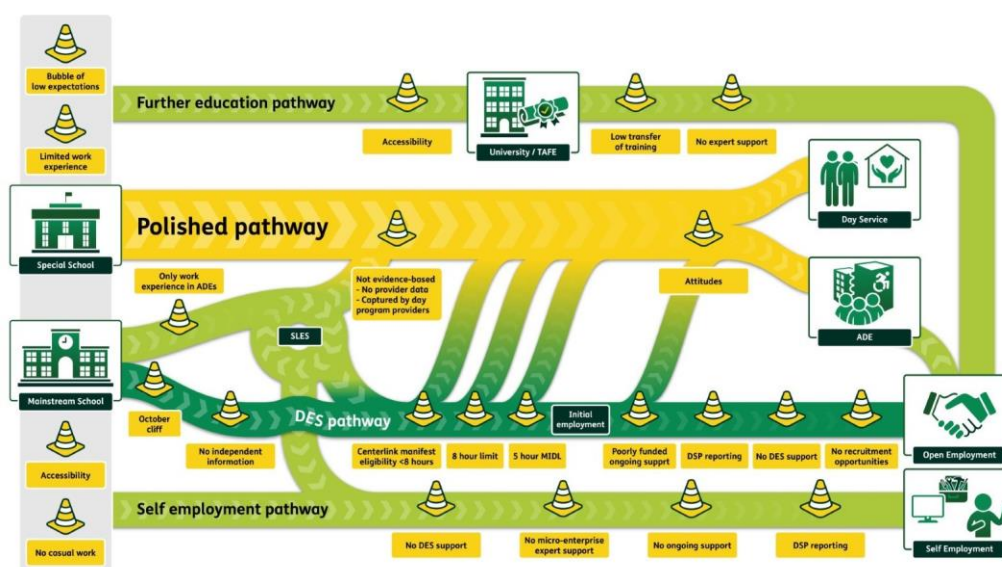 Bubble of
low expectations
Limited work
experience
Further education pathway
Accessibility
University / TAFE
Low transfer
of training
No expert support
Special School
Polished pathway
Day Service
Only work
experience in ADEs
Not evidence-based
- No provider data
- Captured by day
program providers
Attitudes
ADE
SLES
Mainstream School
October
cliff
DES pathway
No independent
information
Centerlink manifest
eligibility <8 hours
8 hour limit
5 hour MIDL
Initial
employment
Poorly funded
ongoing supprt
DSP reporting
No DES support
No recruitment
opportunities
Open Employment
Accessibility
No casual work
Self employment pathway
No DES support
No micro-enterprise
expert support
No ongoing support
DSP reporting
Self Employment